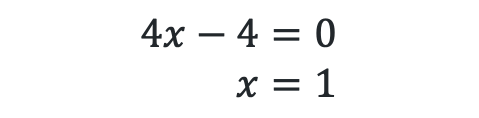 4x − 4 = 0
x = 1